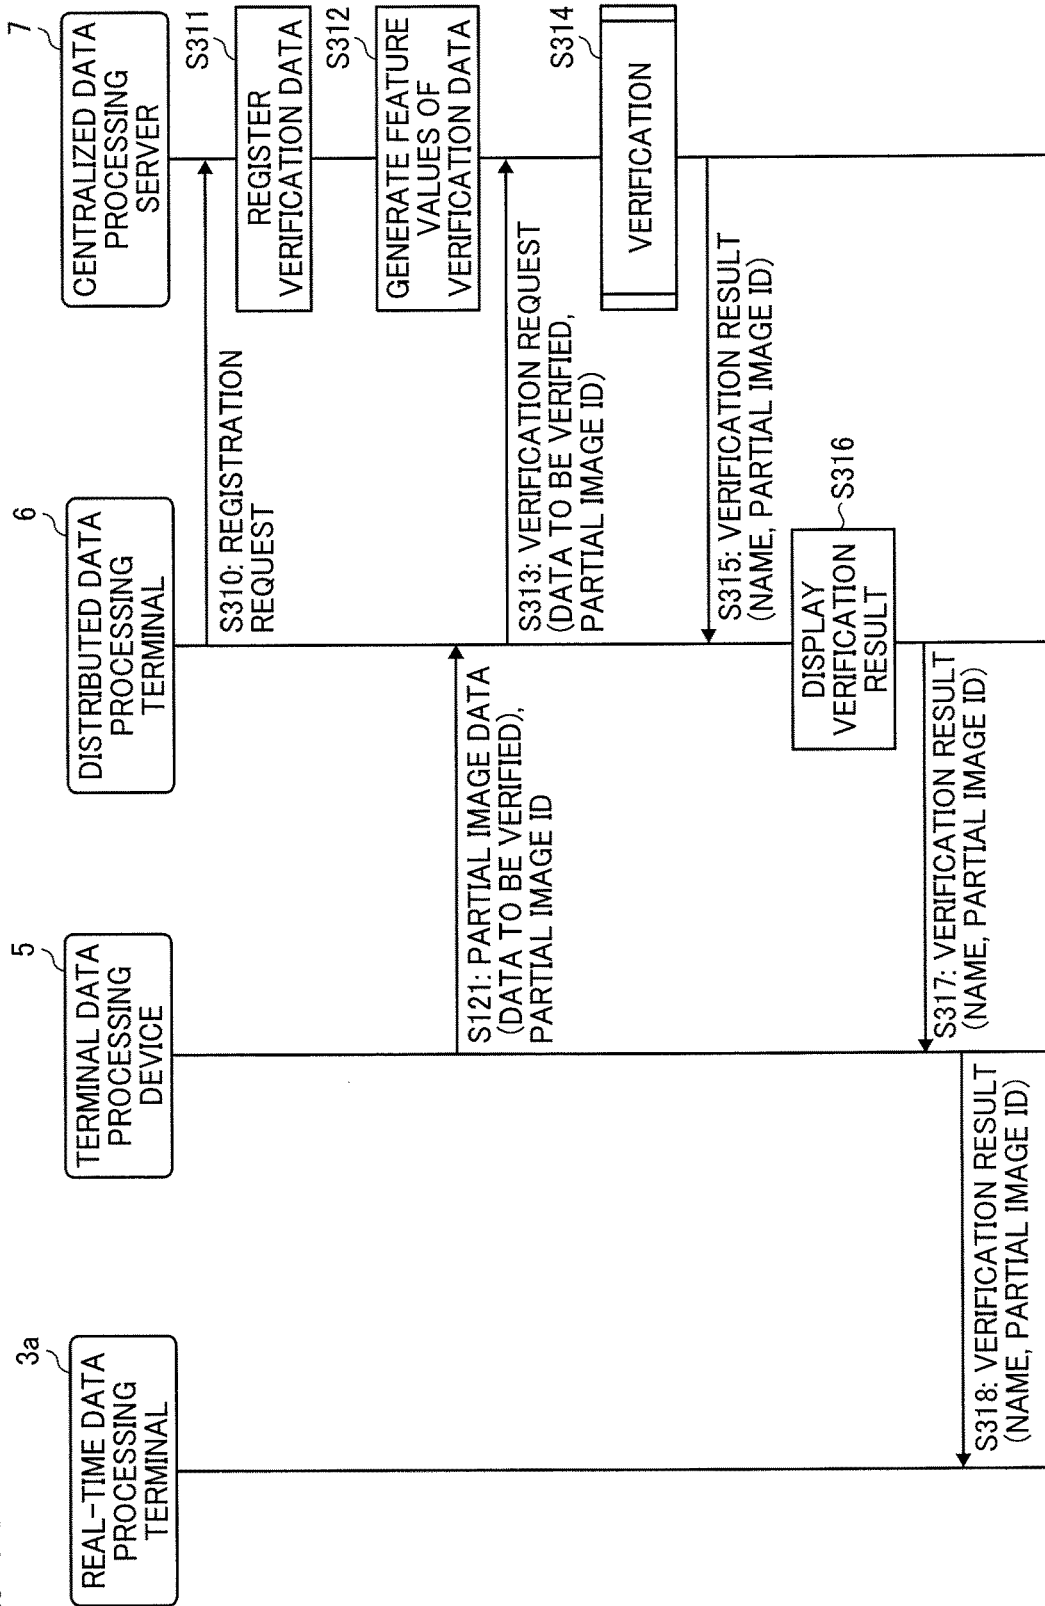 3a
REAL-TIME DATA
PROCESSING
TERMINAL
5
TERMINAL DATA
PROCESSING
DEVICE
6
DISTRIBUTED DATA
PROCESSING
TERMINAL
7
CENTRALIZED DATA
PROCESSING
SERVER
S310: REGISTRATION
REQUEST
S311
REGISTER
VERIFICATION DATA
S312
GENERATE FEATURE
VALUES OF
VERIFICATION DATA
S121: PARTIAL IMAGE DATA
(DATA TO BE VERIFIED),
PARTIAL IMAGE ID
S313: VERIFICATION REQUEST
(DATA TO BE VERIFIED,
PARTIAL IMAGE ID)
S314
VERIFICATION
S315: VERIFICATION RESULT
(NAME, PARTIAL IMAGE ID)
S316
DISPLAY
VERIFICATION
RESULT
S317: VERIFICATION RESULT
(NAME, PARTIAL IMAGE ID)
S318: VERIFICATION RESULT
(NAME, PARTIAL IMAGE ID)